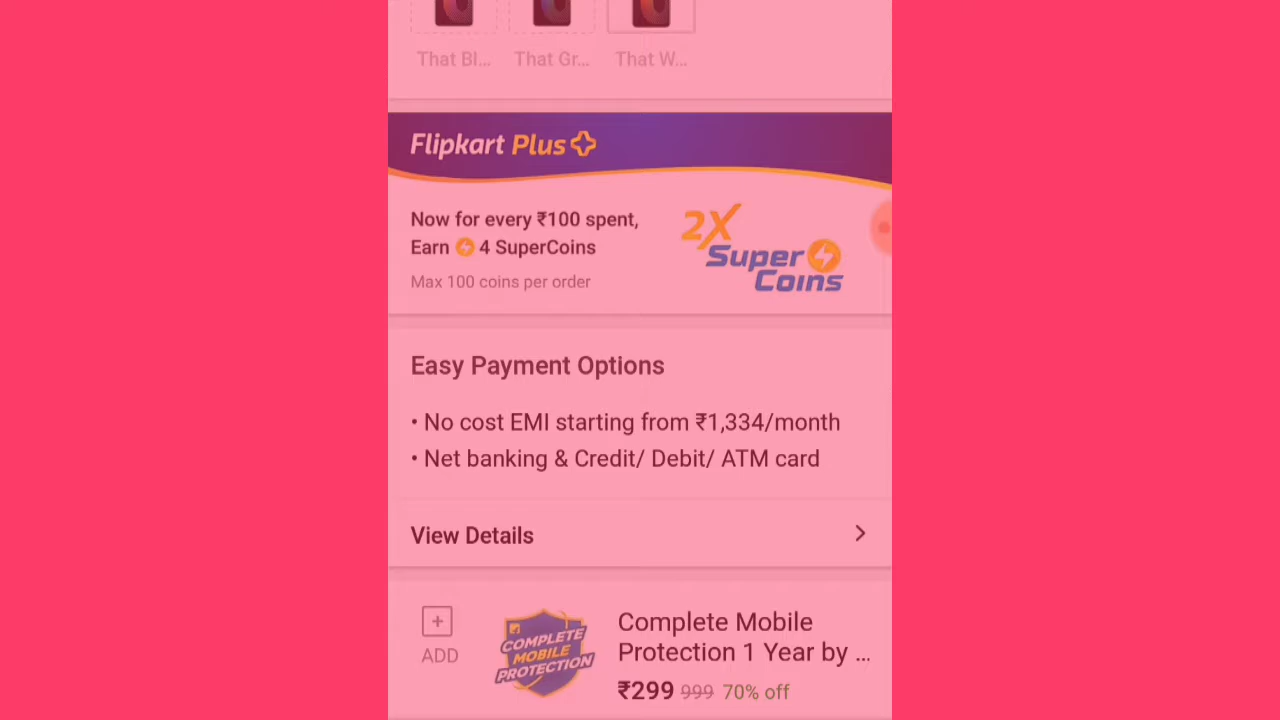 That Bl... That Gr... That W...
Flipkart Plus
Now for every ₹100 spent,
Earn 4 SuperCoins
Max 100 coins per order
2X
Super
Coins
Easy Payment Options
• No cost EMI starting from ₹1,334/month
• Net banking & Credit/ Debit/ ATM card
View Details
ADD
COMPLETE
MOBILE
PROTECTION
Complete Mobile
Protection 1 Year by ...
₹299 999 70% off